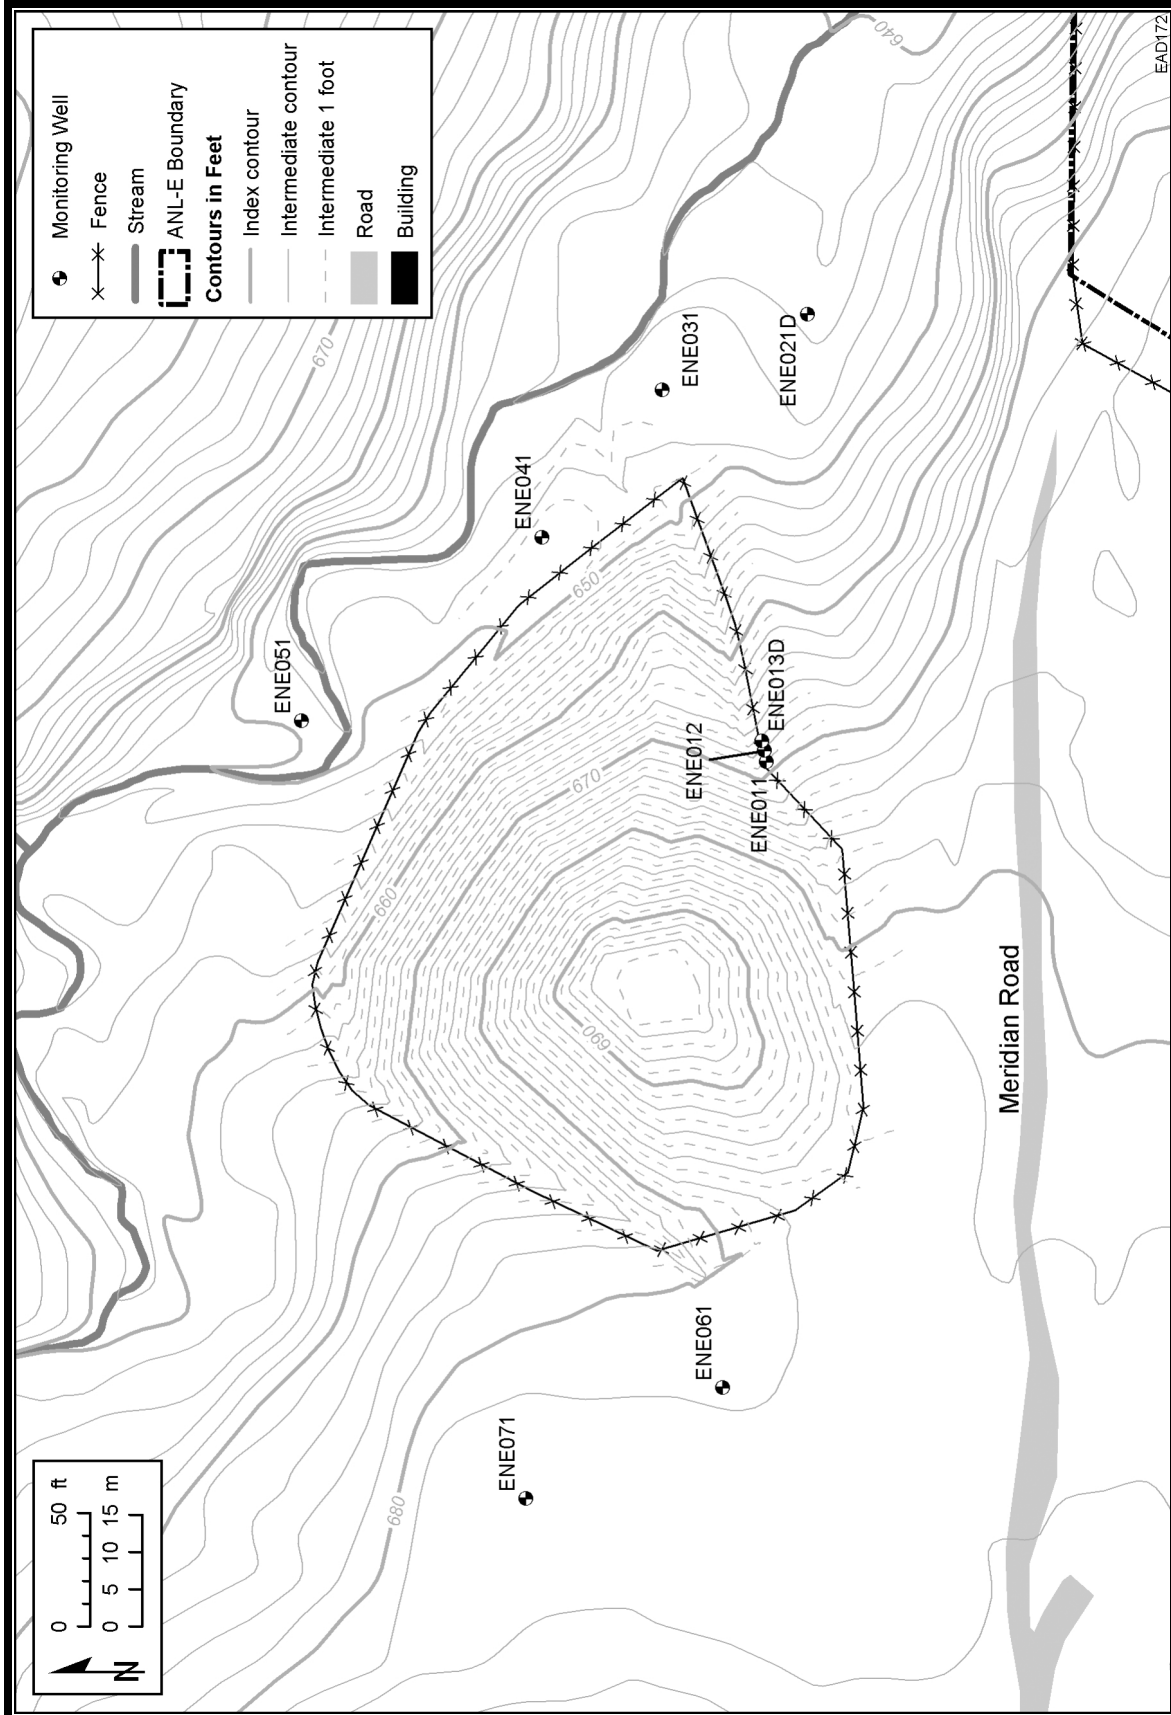 0 50 ft
0 5 10 15 m
N
Monitoring Well
Fence
Stream
ANL-E Boundary
Contours in Feet
Index contour
Intermediate contour
Intermediate 1 foot
Road
Building
670
640
680
660
650
670
690
ENE051
ENE041
ENE031
ENE021D
ENE012
ENE013D
ENE011
ENE061
ENE071
Meridian Road
EAD172